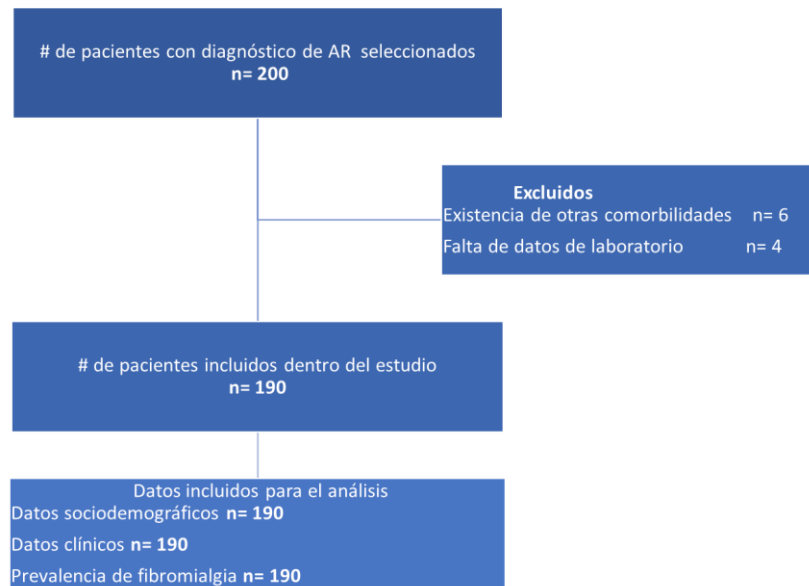 # de pacientes con diagnóstico de AR seleccionados
n= 200
Excluidos
Existencia de otras comorbilidades n= 6
Falta de datos de laboratorio n= 4
# de pacientes incluidos dentro del estudio
n= 190
Datos incluidos para el análisis
Datos sociodemográficos n= 190
Datos clínicos n= 190
Prevalencia de fibromialgia n= 190